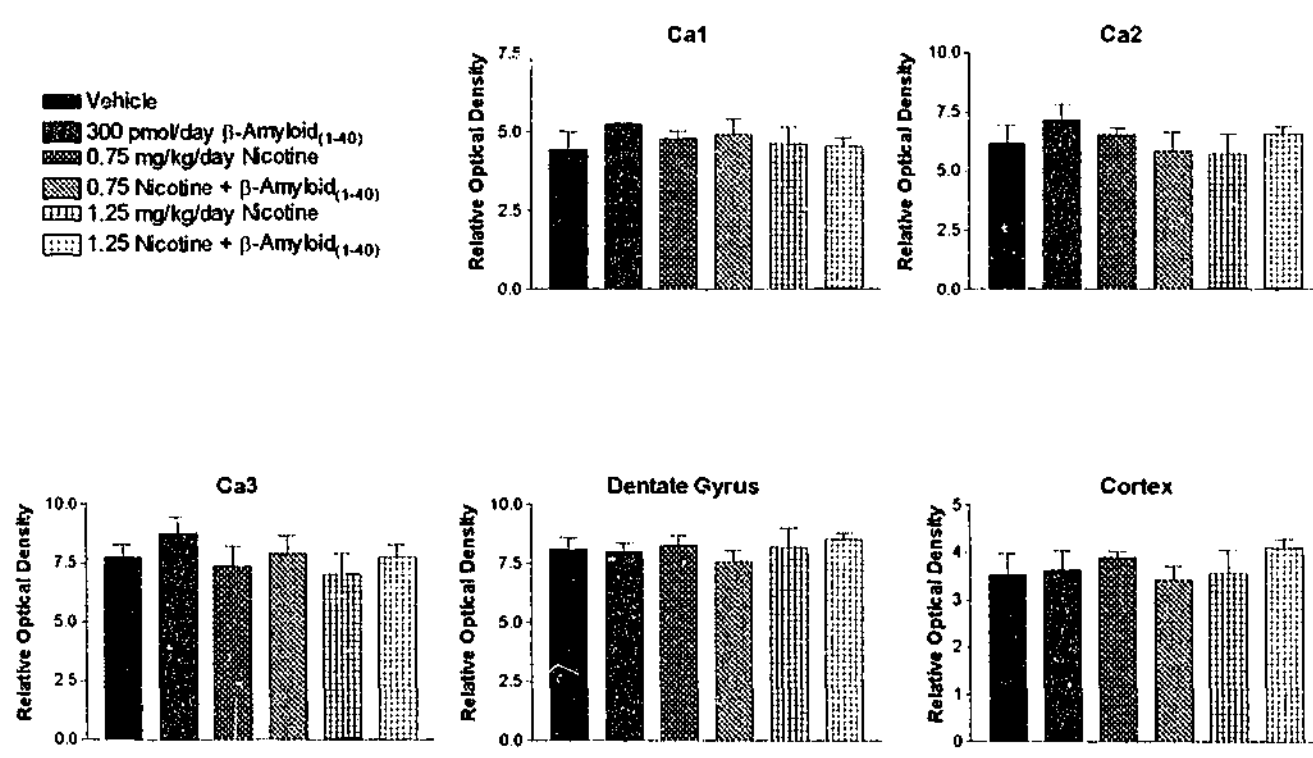 Vehicle
300 pmol/day β-Amyloid(1-40)
0.75 mg/kg/day Nicotine
0.75 Nicotine + β-Amyloid(1-40)
1.25 mg/kg/day Nicotine
1.25 Nicotine + β-Amyloid(1-40)
Ca1
Relative Optical Density
7.5
5.0
2.5
0.0
Ca2
Relative Optical Density
10.0
7.5
5.0
2.5
0.0
Ca3
Relative Optical Density
10.0
7.5
5.0
2.5
0.0
Dentate Gyrus
Relative Optical Density
10.0
7.5
5.0
2.5
0.0
Cortex
Relative Optical Density
5
4
3
2
1
0